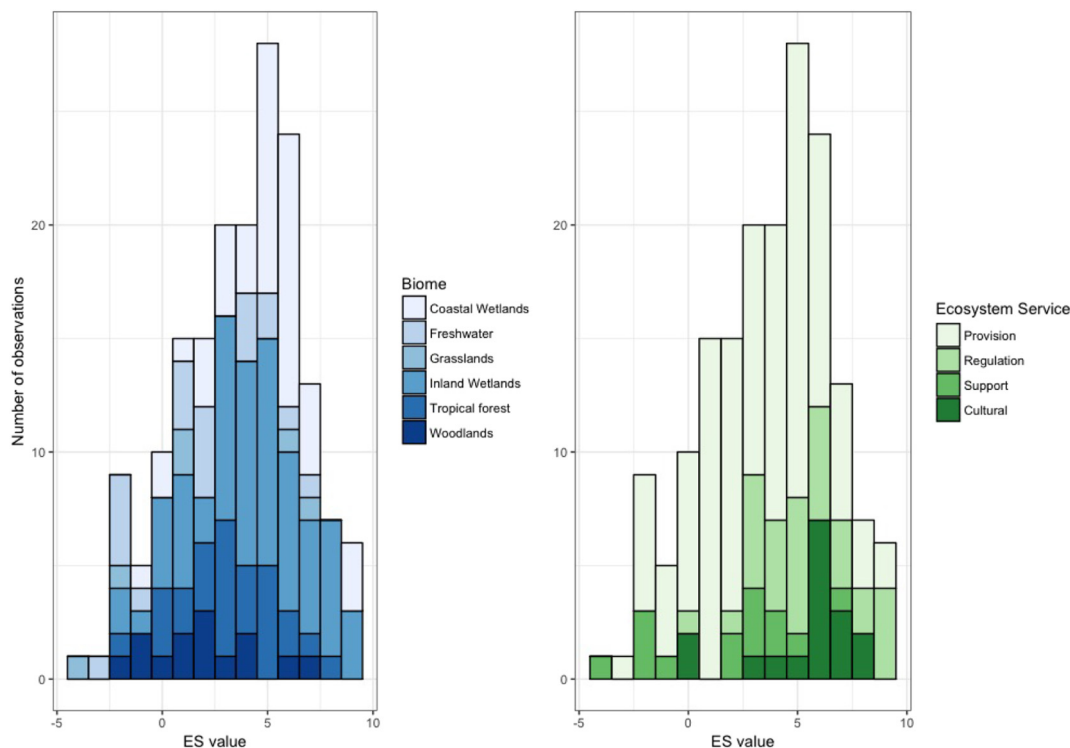 Number of observations
20
10
0
-5
0
5
10
ES value
Biome
Coastal Wetlands
Freshwater
Grasslands
Inland Wetlands
Tropical forest
Woodlands
20
10
0
-5
0
5
10
ES value
Ecosystem Service
Provision
Regulation
Support
Cultural